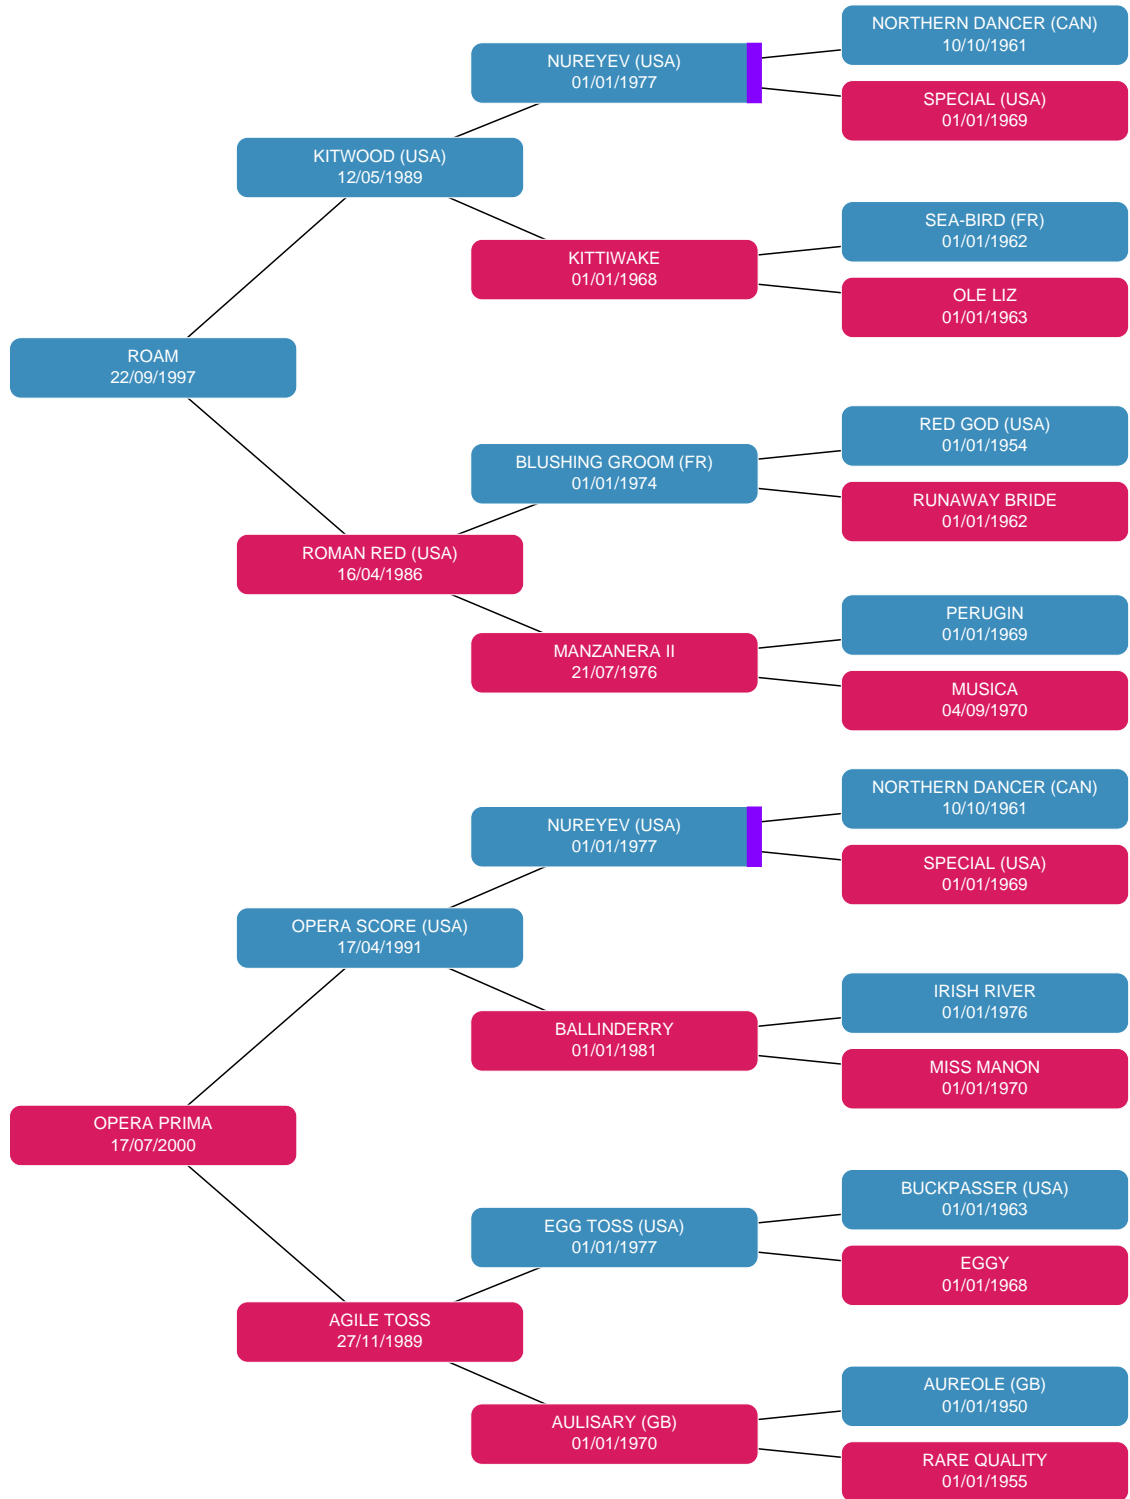 NORTHERN DANCER (CAN)
10/10/1961
NUREYEV (USA)
01/01/1977
SPECIAL (USA)
01/01/1969
KITWOOD (USA)
12/05/1989
SEA-BIRD (FR)
01/01/1962
KITTIWAKE
01/01/1968
OLE LIZ
01/01/1963
ROAM
22/09/1997
RED GOD (USA)
01/01/1954
BLUSHING GROOM (FR)
01/01/1974
RUNAWAY BRIDE
01/01/1962
ROMAN RED (USA)
16/04/1986
PERUGIN
01/01/1969
MANZANERA II
21/07/1976
MUSICA
04/09/1970
NORTHERN DANCER (CAN)
10/10/1961
NUREYEV (USA)
01/01/1977
SPECIAL (USA)
01/01/1969
OPERA SCORE (USA)
17/04/1991
IRISH RIVER
01/01/1976
BALLINDERRY
01/01/1981
MISS MANON
01/01/1970
OPERA PRIMA
17/07/2000
BUCKPASSER (USA)
01/01/1963
EGG TOSS (USA)
01/01/1977
EGGY
01/01/1968
AGILE TOSS
27/11/1989
AUREOLE (GB)
01/01/1950
AULISARY (GB)
01/01/1970
RARE QUALITY
01/01/1955